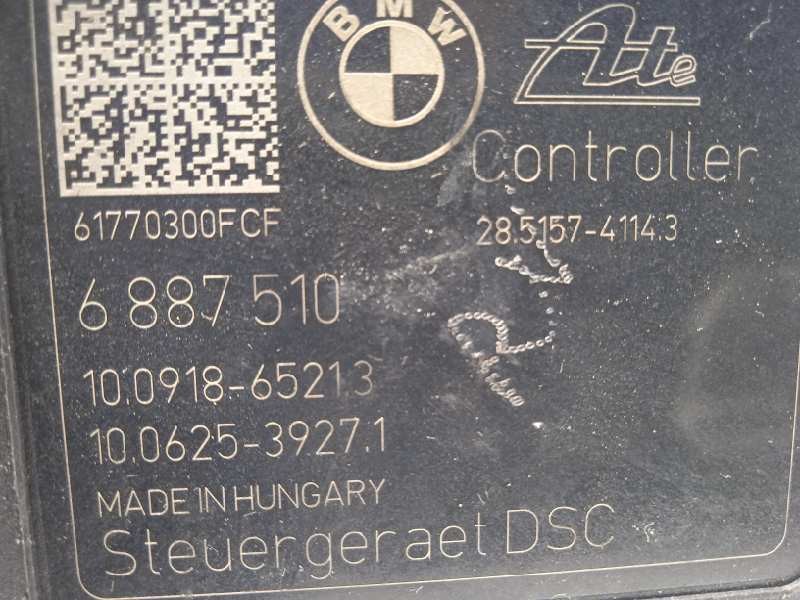 BMW
Ate
Controller
61770300FCF
28.5157-4114.3
6 887 510
10.0918-6521.3
10.0625-3927.1
MADE IN HUNGARY
Steuergeraet DSC